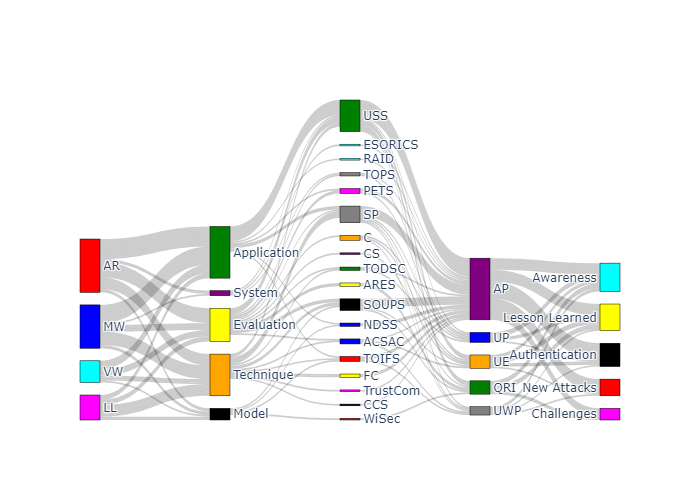 AR
MW
VW
LL
Application
System
Evaluation
Technique
Model
USS
ESORICS
RAID
TOPS
PETS
SP
C
CS
TODSC
ARES
SOUPS
NDSS
ACSAC
TOIFS
FC
TrustCom
CCS
WiSec
AP
UP
UE
QRI
UWP
Awareness
Lesson Learned
Authentication
New Attacks
Challenges